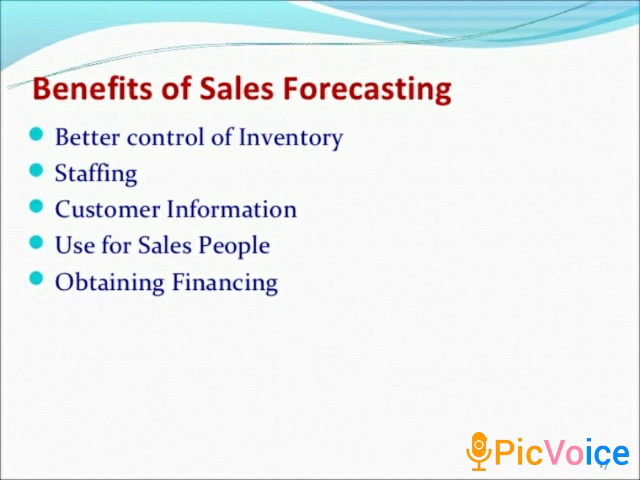 Benefits of Sales Forecasting
Better control of Inventory
Staffing
Customer Information
Use for Sales People
Obtaining Financing
PicVoice